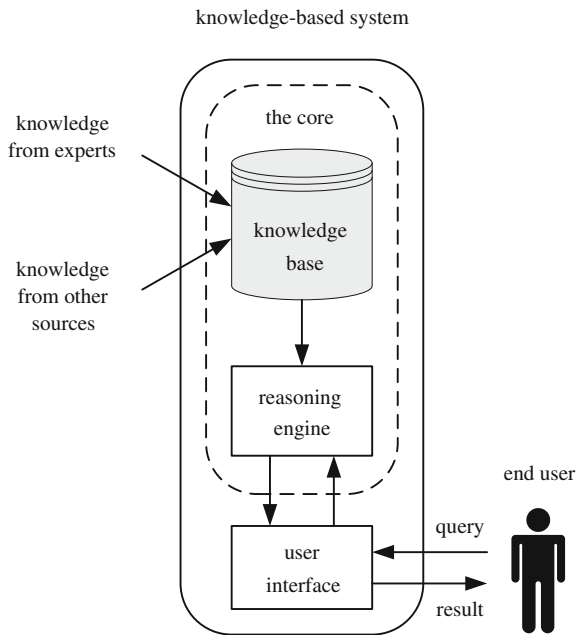 knowledge-based system
the core
knowledge
from experts
knowledge
base
knowledge
from other
sources
reasoning
engine
end user
query
user
interface
result